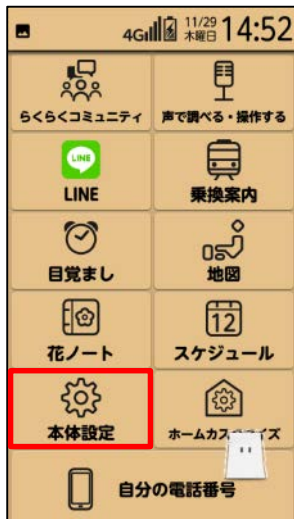 4G 11/29 木曜日 14:52
らくらくコミュニティ 声で調べる・操作する
LINE
LINE 乗換案内
目覚まし 地図
12
花ノート スケジュール
本体設定 ホームカスタマイズ
自分の電話番号